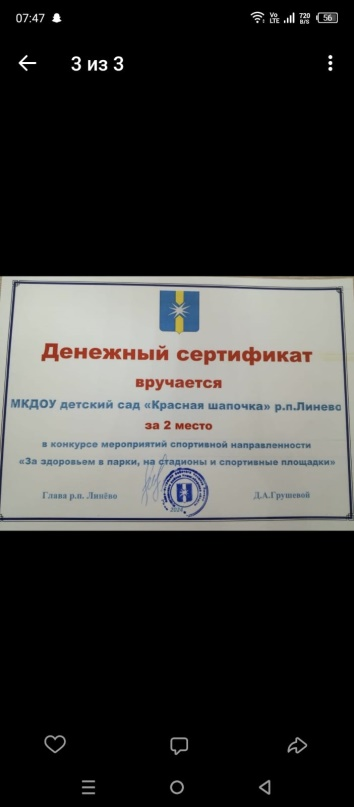 07:47
Vo LTE
720 B/S
56
3 из 3
Денежный сертификат
вручается
МКДОУ детский сад «Красная шапочка» р.п.Линево
за 2 место
в конкурсе мероприятий спортивной направленности
«За здоровьем в парки, на стадионы и спортивные площадки»
Глава р.п. Линёво
Д.А.Грушевой